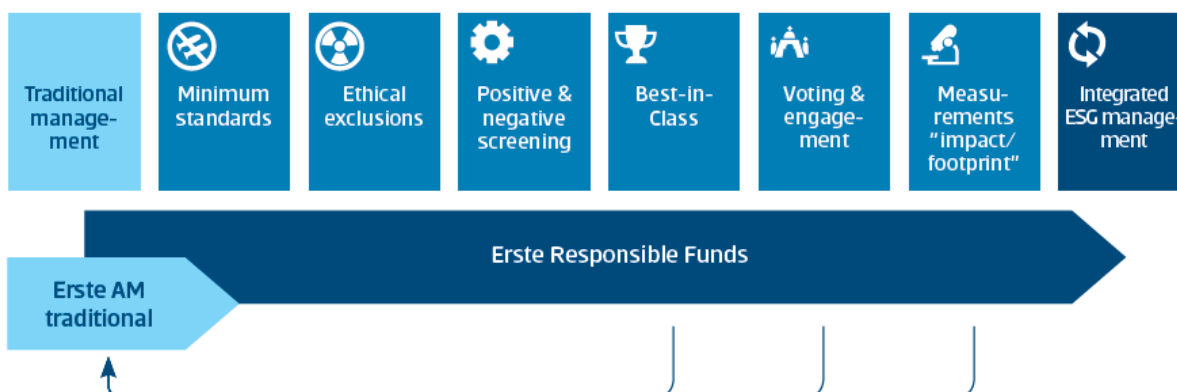 Traditional
manage-
ment
Minimum
standards
Ethical
exclusions
Positive &
negative
screening
Best-in-
Class
Voting &
engage-
ment
Measu-
rements
"impact/
footprint"
Integrated
ESG manage-
ment
Erste Responsible Funds
Erste AM
traditional